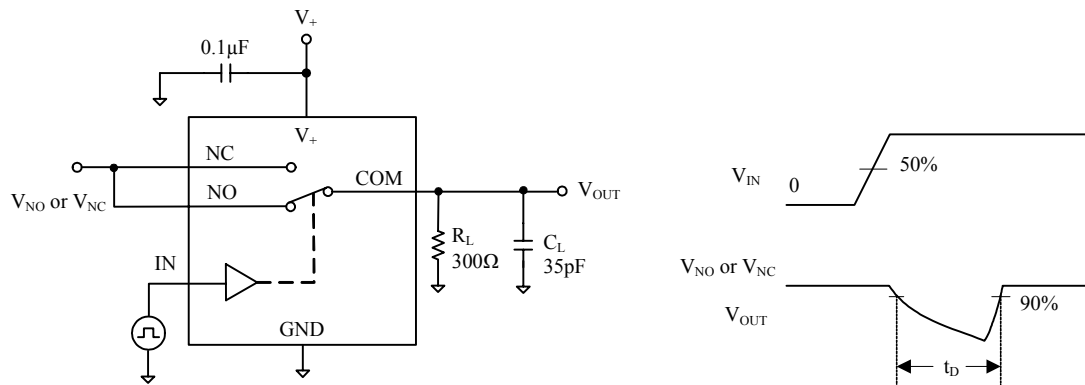 V+
0.1µF
V+
NC
NO
COM
VNO or VNC
VOUT
RL
300Ω
CL
35pF
IN
GND
VIN
0
50%
VNO or VNC
VOUT
90%
tD